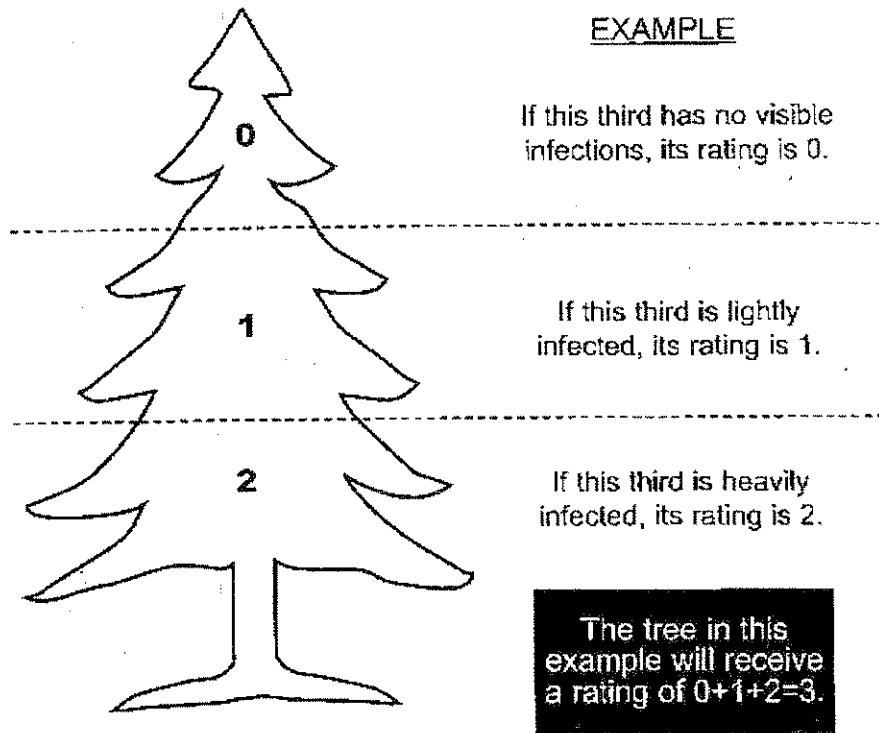 EXAMPLE
0
If this third has no visible
infections, its rating is 0.
1
If this third is lightly
infected, its rating is 1.
2
If this third is heavily
infected, its rating is 2.
The tree in this
example will receive
a rating of 0+1+2=3.